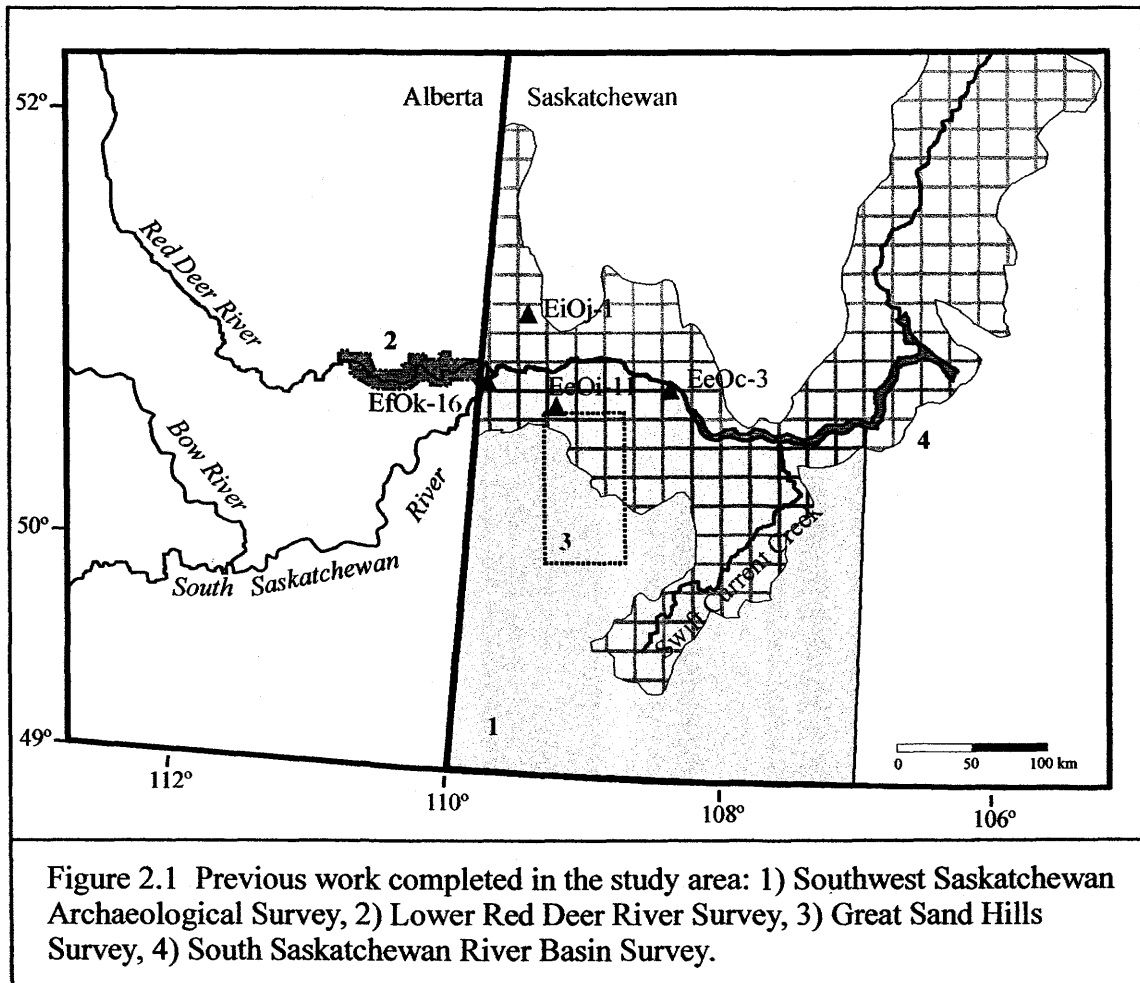 52°
Alberta
Saskatchewan
Red Deer River
EiOj-1
2
EeOi-11
EeOc-3
EfOk-16
Bow River
River
4
50°
3
South Saskatchewan
Swift Current Creek
1
49°
0 50 100 km
112°
110°
108°
106°
Figure 2.1 Previous work completed in the study area: 1) Southwest Saskatchewan
Archaeological Survey, 2) Lower Red Deer River Survey, 3) Great Sand Hills
Survey, 4) South Saskatchewan River Basin Survey.